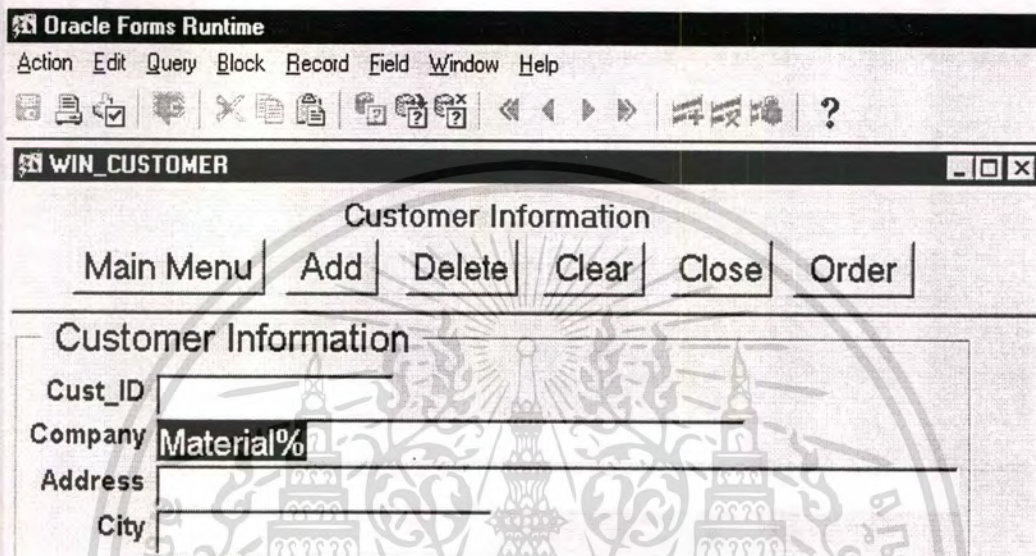 Oracle Forms Runtime
Action Edit Query Block Record Field Window Help
WIN_CUSTOMER
Customer Information
Main Menu Add Delete Clear Close Order
Customer Information
Cust_ID
Company Material%
Address
City